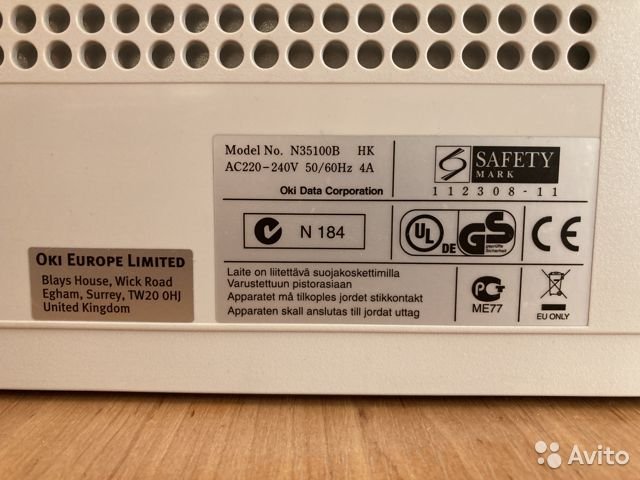 Model No. N35100B HK
AC220-240V 50/60Hz 4A
Oki Data Corporation
SAFETY
MARK
112308-11
N 184
UL
DE
GS
geprüfte
Sicherheit
CE
Laite on liitettävä suojakoskettimilla
Varustettuun pistorasiaan
Apparatet må tilkoples jordet stikkontakt
Apparaten skall anslutas till jordat uttag
ME77
EU ONLY
OKI EUROPE LIMITED
Blays House, Wick Road
Egham, Surrey, TW20 0HJ
United Kingdom
Avito